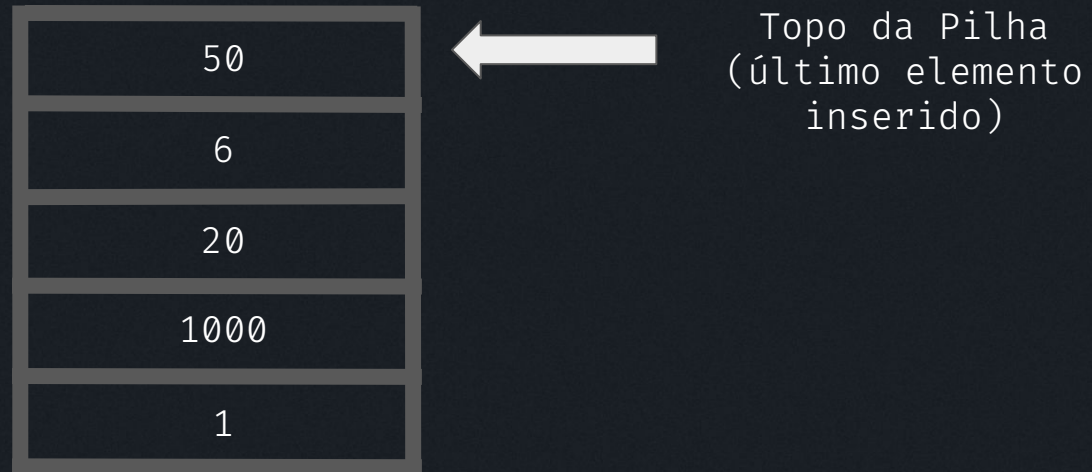 50
Topo da Pilha
(último elemento
inserido)
6
20
1000
1